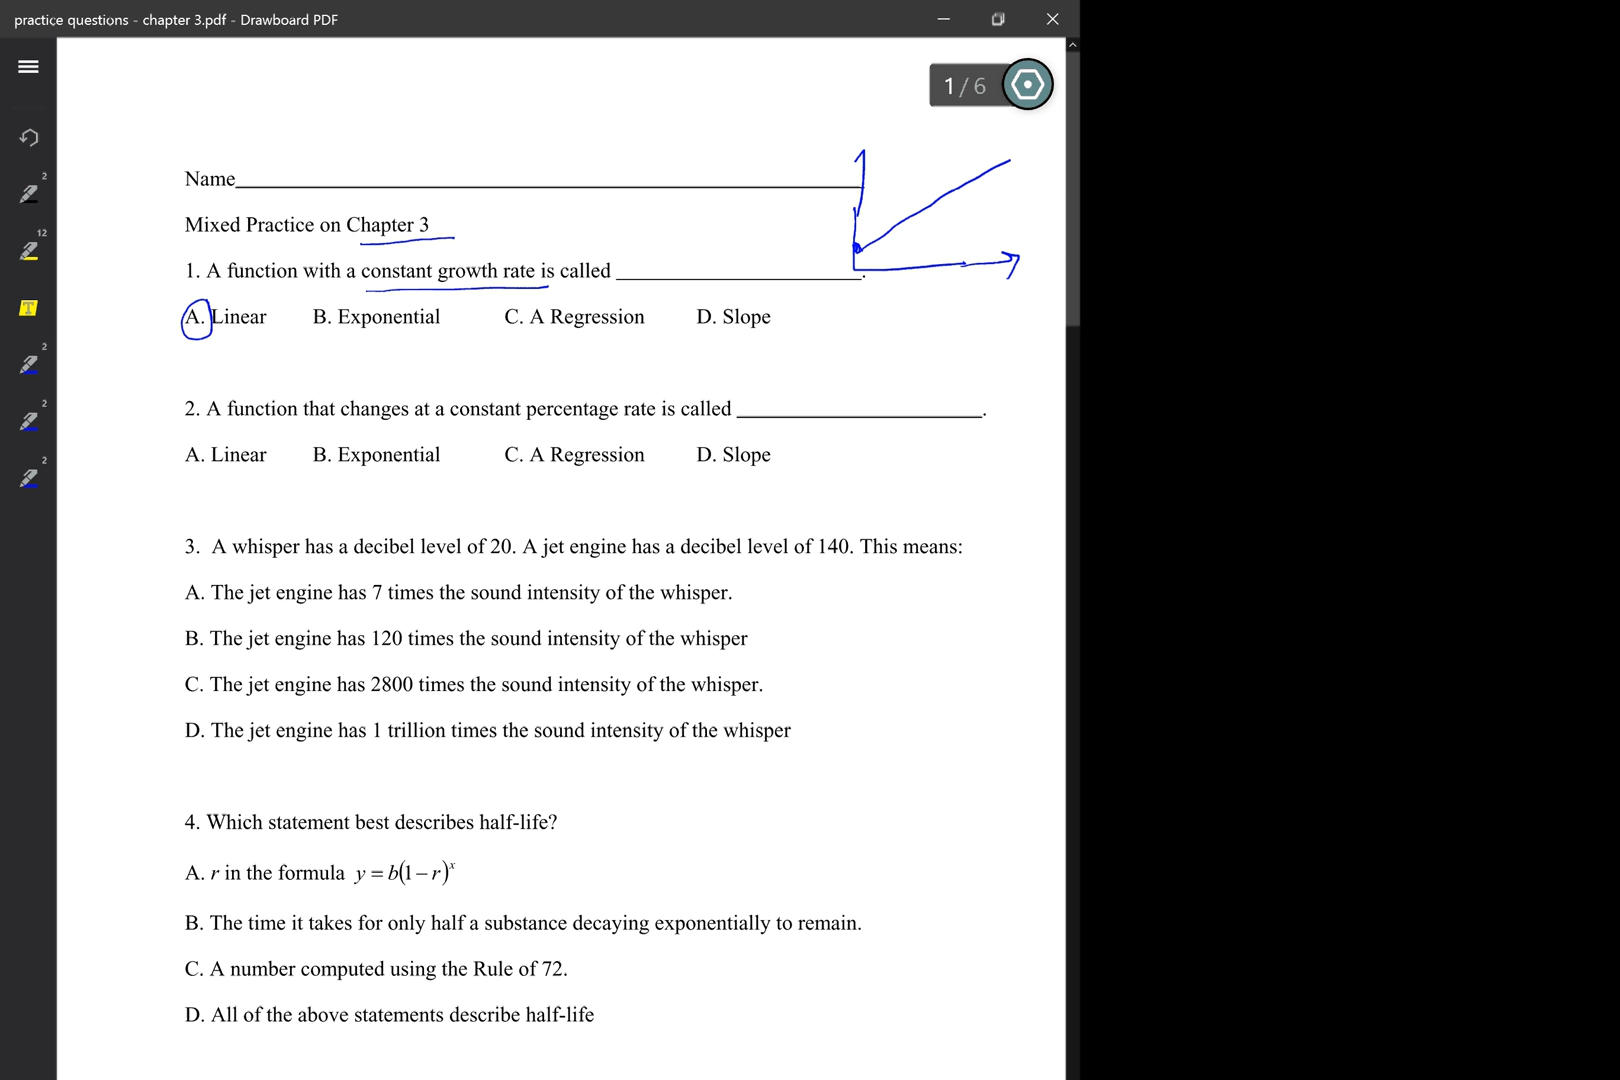 practice questions - chapter 3.pdf - Drawboard PDF
1 / 6
2
12
T
2
2
2
Name
Mixed Practice on Chapter 3
1. A function with a constant growth rate is called ____________________.
A. Linear B. Exponential C. A Regression D. Slope
2. A function that changes at a constant percentage rate is called ____________________.
A. Linear B. Exponential C. A Regression D. Slope
3. A whisper has a decibel level of 20. A jet engine has a decibel level of 140. This means:
A. The jet engine has 7 times the sound intensity of the whisper.
B. The jet engine has 120 times the sound intensity of the whisper
C. The jet engine has 2800 times the sound intensity of the whisper.
D. The jet engine has 1 trillion times the sound intensity of the whisper
4. Which statement best describes half-life?
A. r in the formula y = b(1 – r)^x
B. The time it takes for only half a substance decaying exponentially to remain.
C. A number computed using the Rule of 72.
D. All of the above statements describe half-life